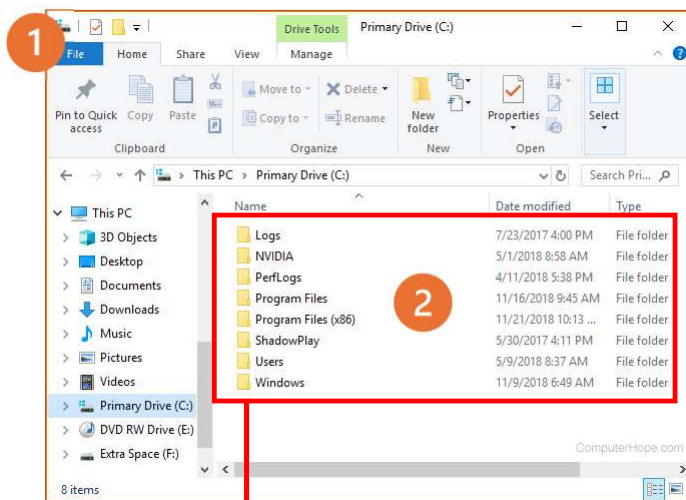 1
Drive Tools Primary Drive (C:)
File Home Share View Manage
Pin to Quick access Copy Paste
Move to Copy to Delete Rename
New folder Properties Select
Clipboard Organize New Open
This PC > Primary Drive (C:) Search Pri...
Name Date modified Type
This PC
3D Objects
Desktop
Documents
Downloads
Music
Pictures
Videos
Primary Drive (C:)
DVD RW Drive (E:)
Extra Space (F:)
Logs 7/23/2017 4:00 PM File folder
NVIDIA 5/1/2018 8:58 AM File folder
PerfLogs 4/11/2018 5:38 PM File folder
Program Files 11/16/2018 9:45 AM File folder
Program Files (x86) 11/21/2018 10:13 ... File folder
ShadowPlay 5/30/2017 4:11 PM File folder
Users 5/9/2018 8:37 AM File folder
Windows 11/9/2018 6:49 AM File folder
2
ComputerHope.com
8 items